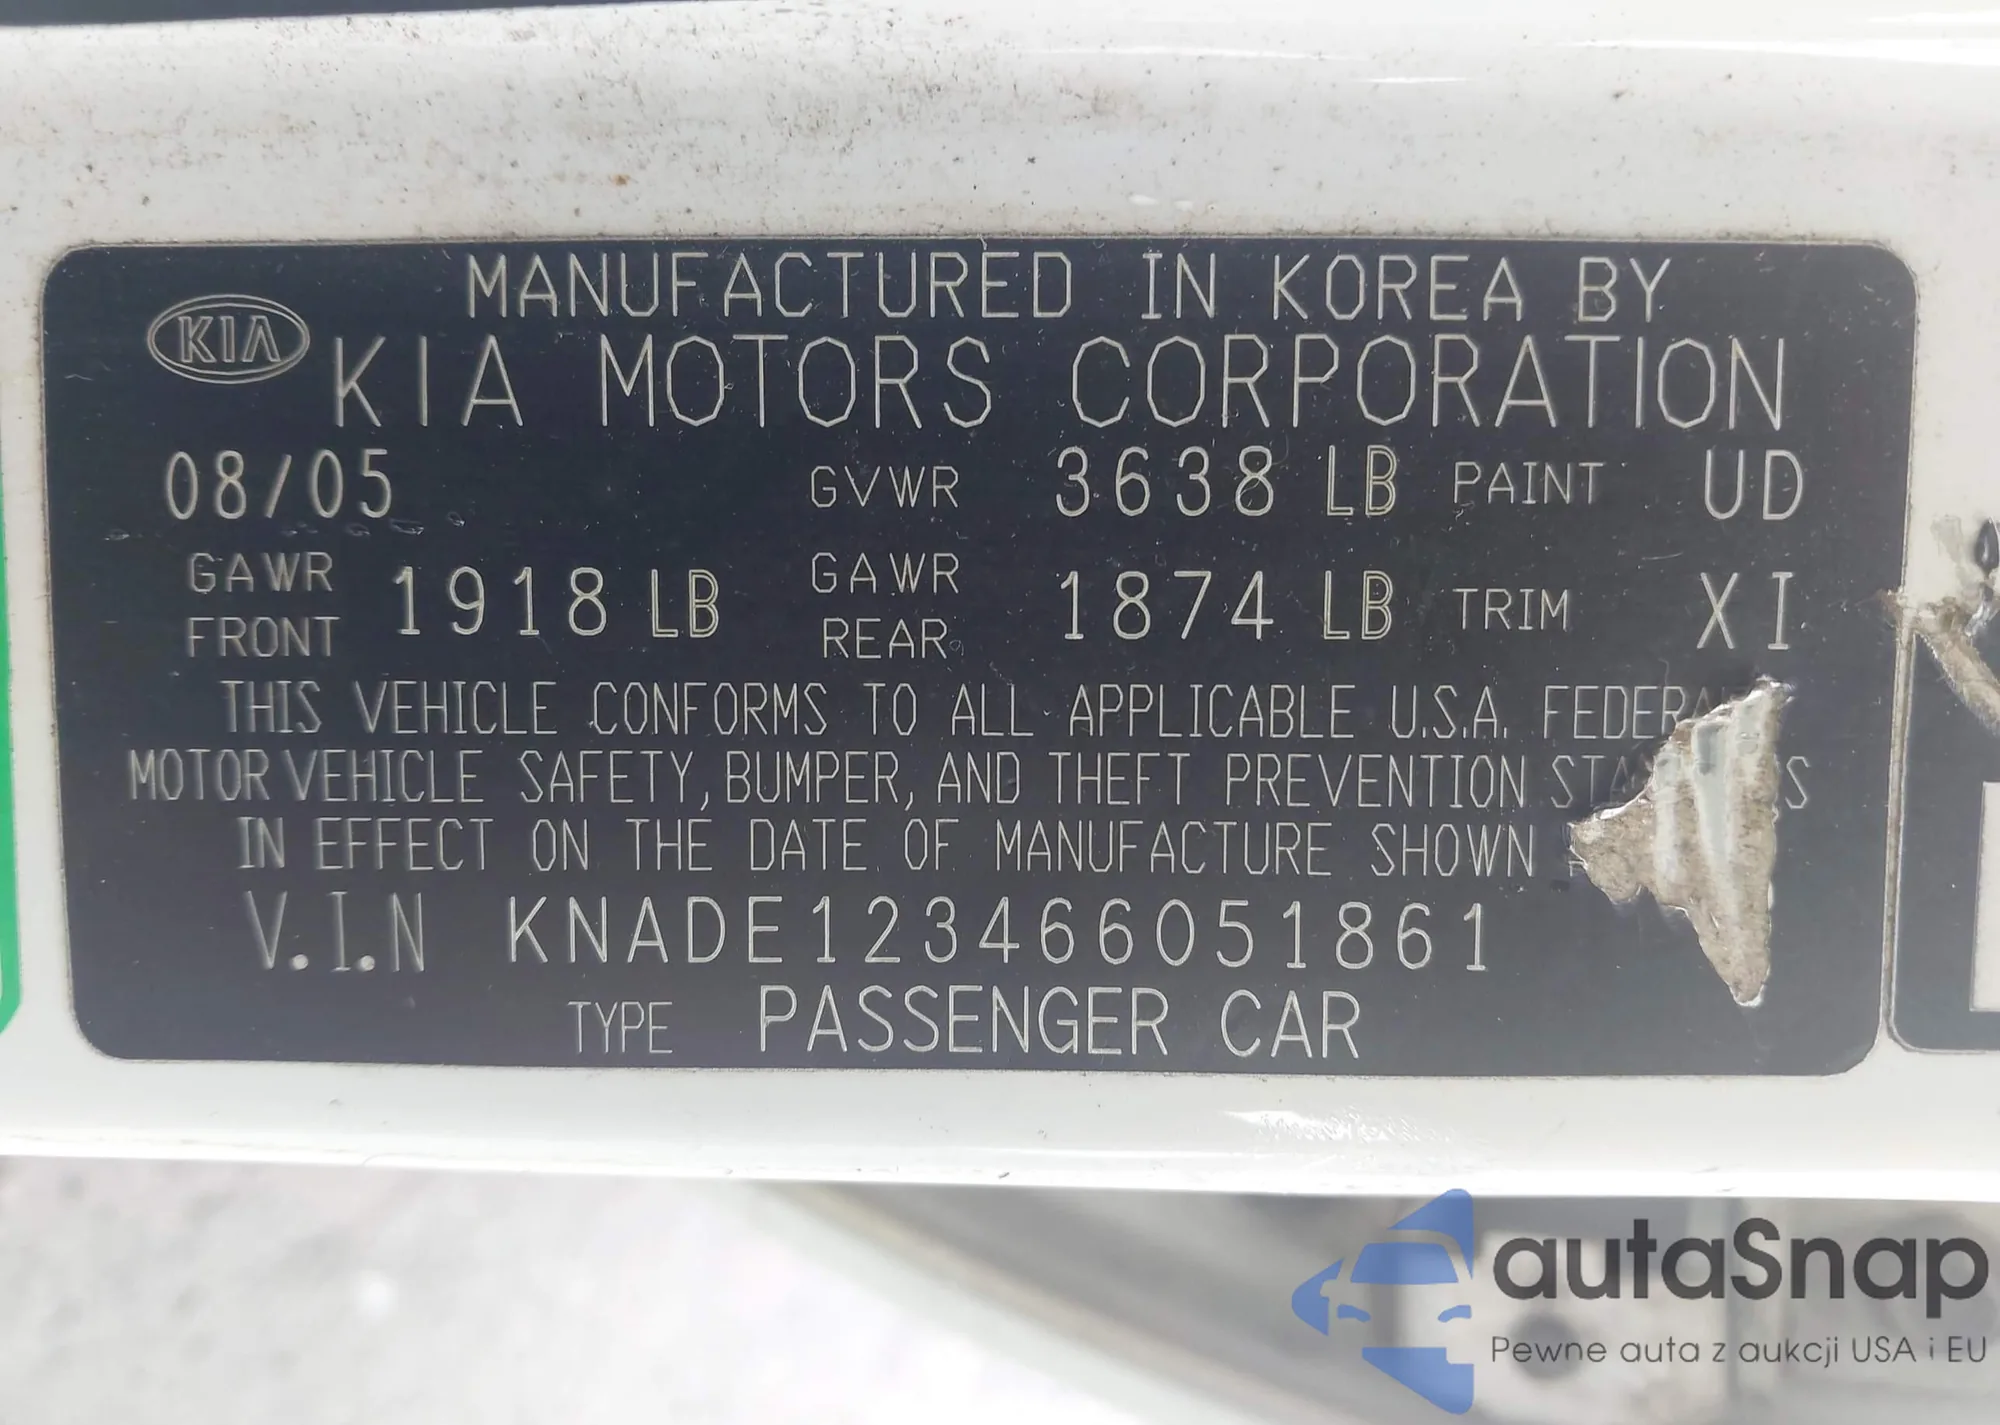 MANUFACTURED IN KOREA BY
KIA
KIA MOTORS CORPORATION
08/05 GVWR 3638 LB PAINT UD
GAWR FRONT 1918 LB GAWR REAR 1874 LB TRIM XI
THIS VEHICLE CONFORMS TO ALL APPLICABLE U.S.A.
MOTOR VEHICLE SAFETY, BUMPER, AND THEFT PREVENTION
IN EFFECT ON THE DATE OF MANUFACTURE SHOWN
V.I.N KNADE123466051861
TYPE PASSENGER CAR
autaSnap
Pewne auta z aukcji USA i EU